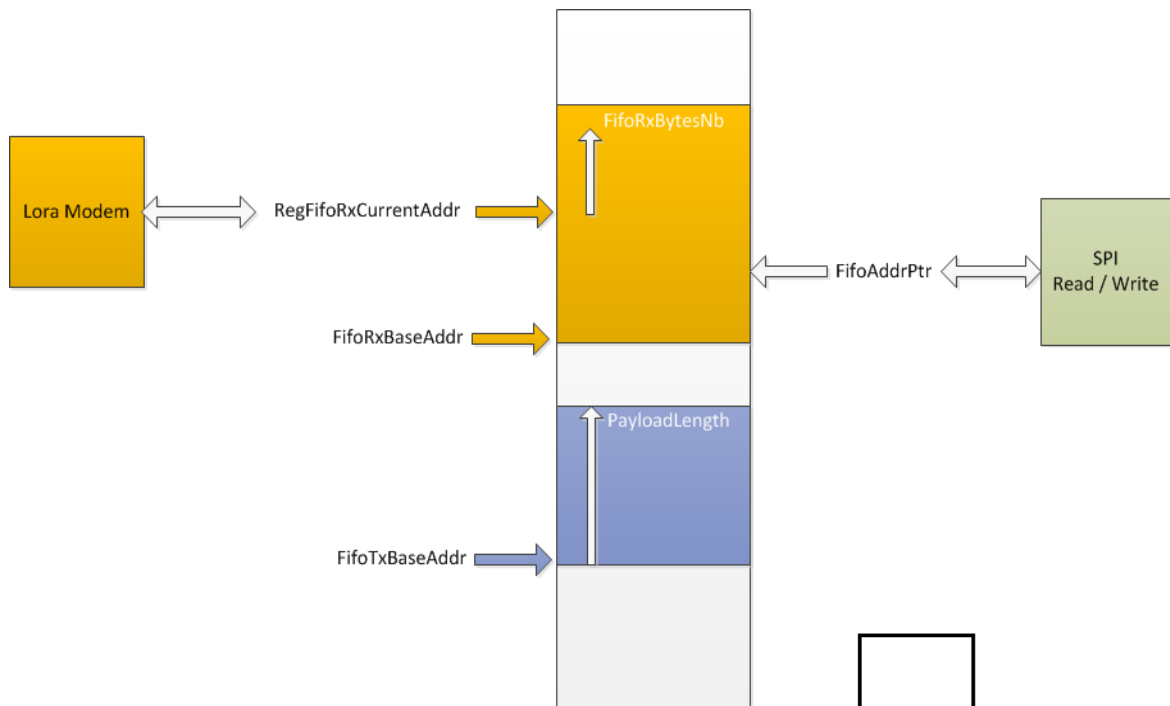 FifoRxBytesNb
Lora Modem
RegFifoRxCurrentAddr
SPI
Read / Write
FifoAddrPtr
FifoRxBaseAddr
PayloadLength
FifoTxBaseAddr